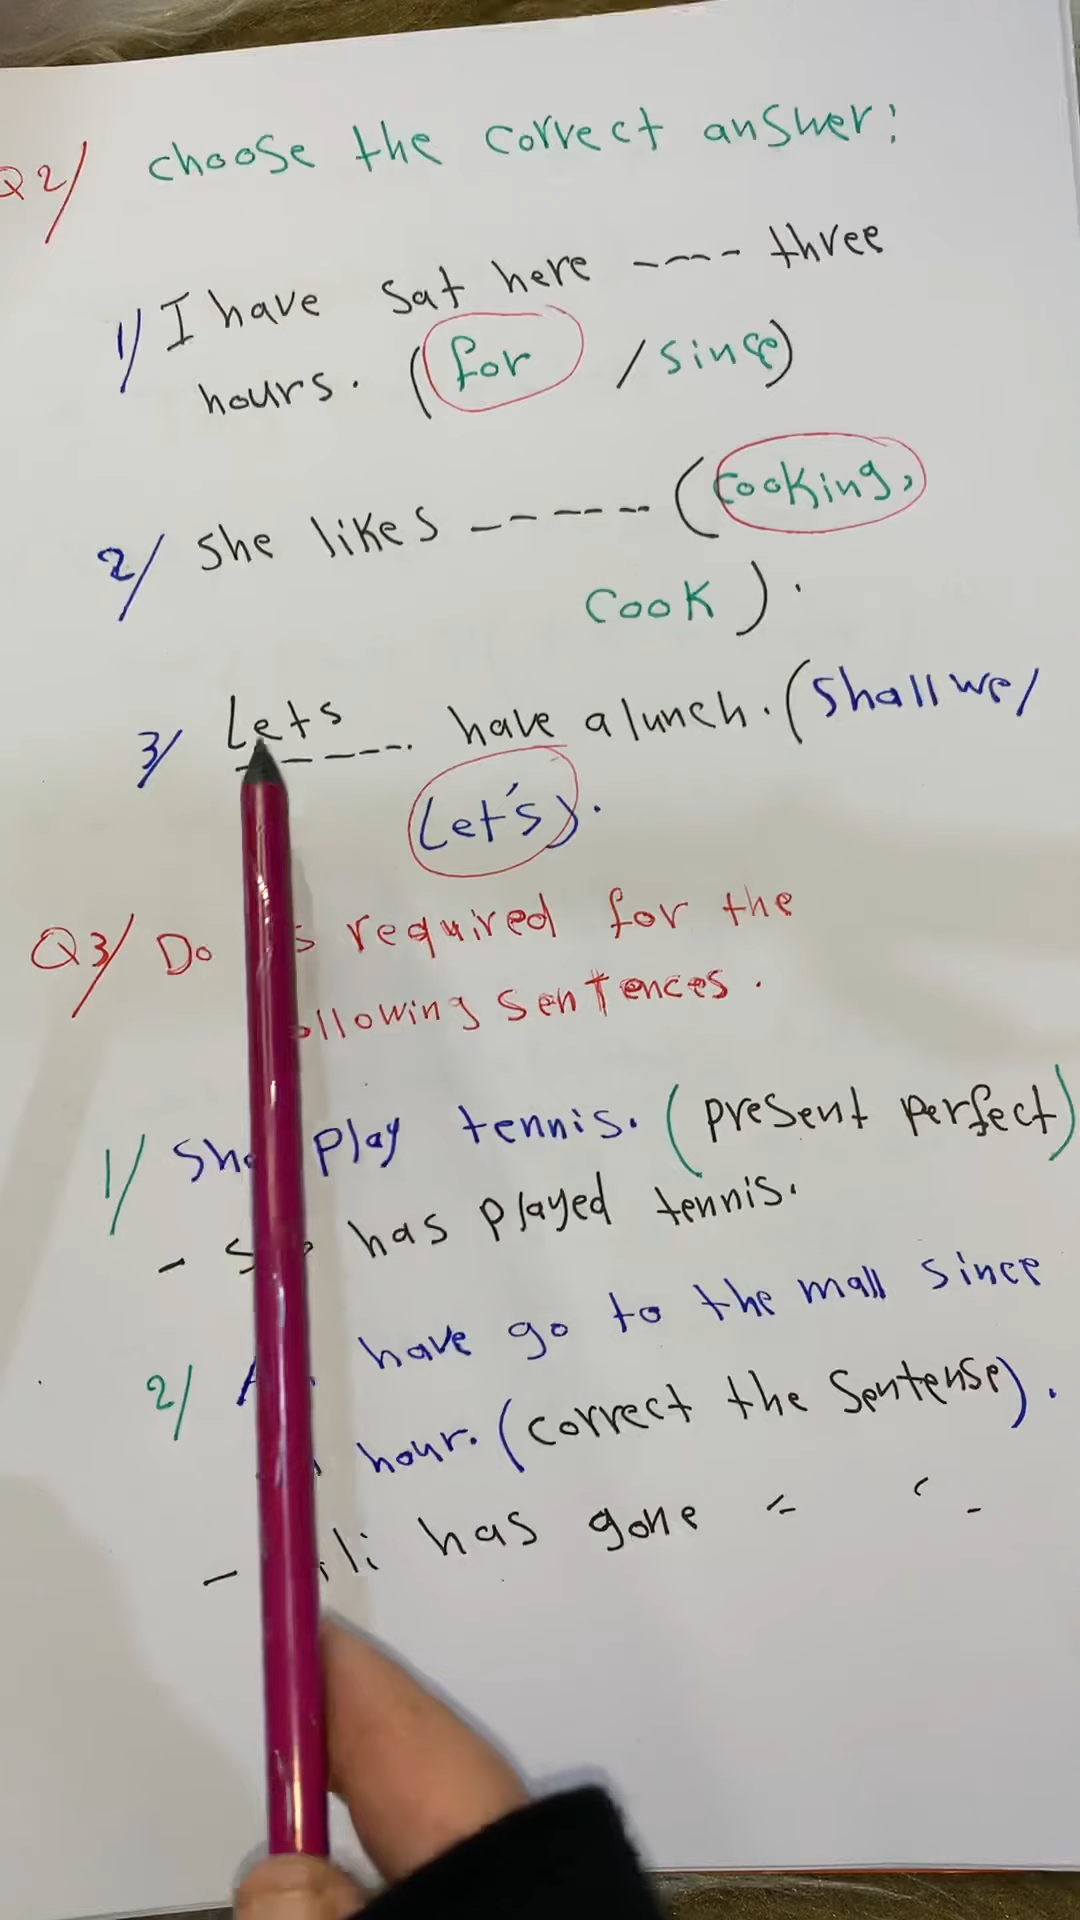 Q2/ choose the correct answer:
1/ I have sat here ---- three
hours. (for / since)
2/ she likes ------ (cooking,
cook).
3/ Lets ------ have a lunch. (shall we/
Let's).
Q3/ Do required for the
ollowing sentences.
1/ She play tennis. (present perfect)
- has played tennis.
2/ have go to the mall since
hour. (correct the sentense).
- li has gone